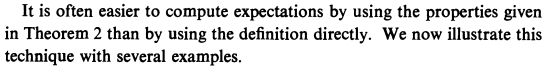 It is often easier to compute expectations by using the properties given
in Theorem 2 than by using the definition directly. We now illustrate this
technique with several examples.